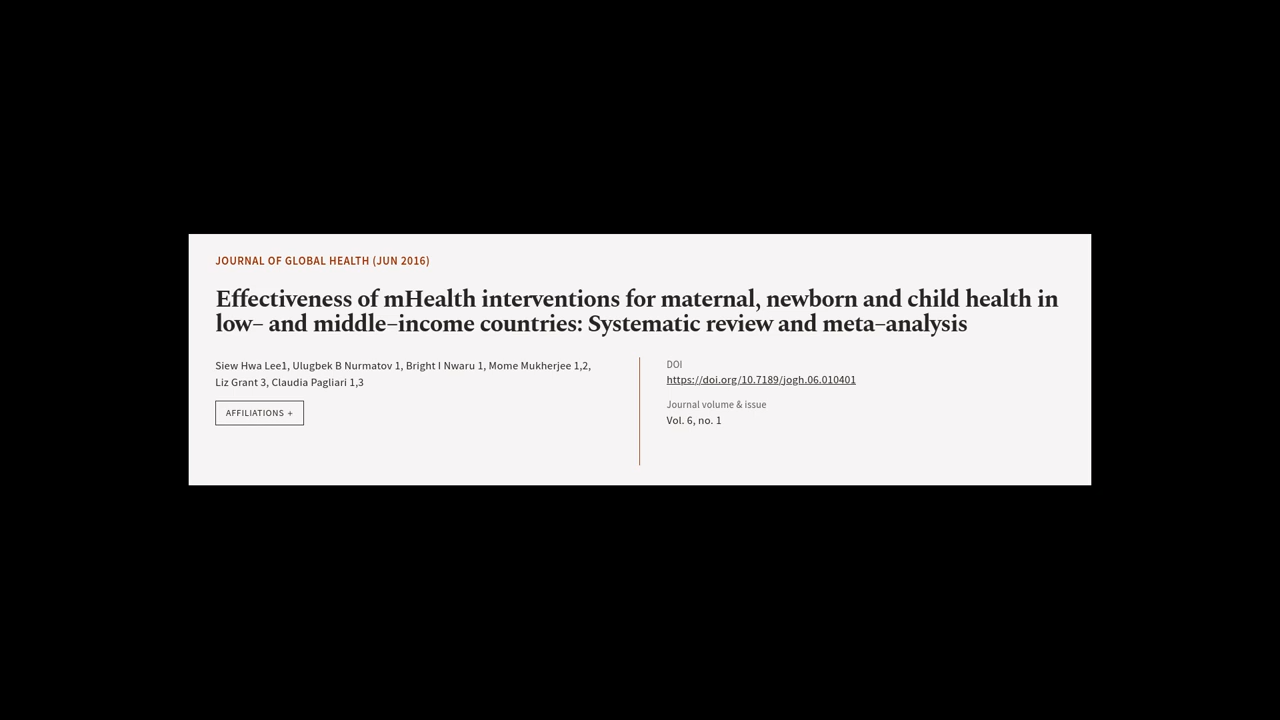 JOURNAL OF GLOBAL HEALTH (JUN 2016)
Effectiveness of mHealth interventions for maternal, newborn and child health in
low– and middle–income countries: Systematic review and meta–analysis
Siew Hwa Lee1, Ulugbek B Nurmatov 1, Bright I Nwaru 1, Mome Mukherjee 1,2,
Liz Grant 3, Claudia Pagliari 1,3
AFFILIATIONS +
DOI
https://doi.org/10.7189/jogh.06.010401
Journal volume & issue
Vol. 6, no. 1